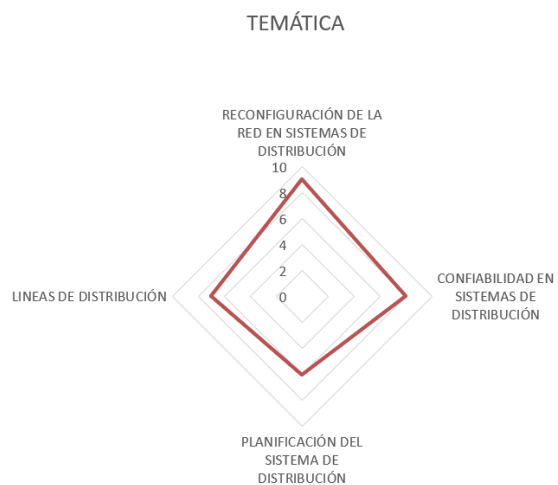 TEMÁTICA
RECONFIGURACIÓN DE LA
RED EN SISTEMAS DE
DISTRIBUCIÓN
10
8
6
4
2
0
LINEAS DE DISTRIBUCIÓN
CONFIABILIDAD EN
SISTEMAS DE
DISTRIBUCIÓN
PLANIFICACIÓN DEL
SISTEMA DE
DISTRIBUCIÓN